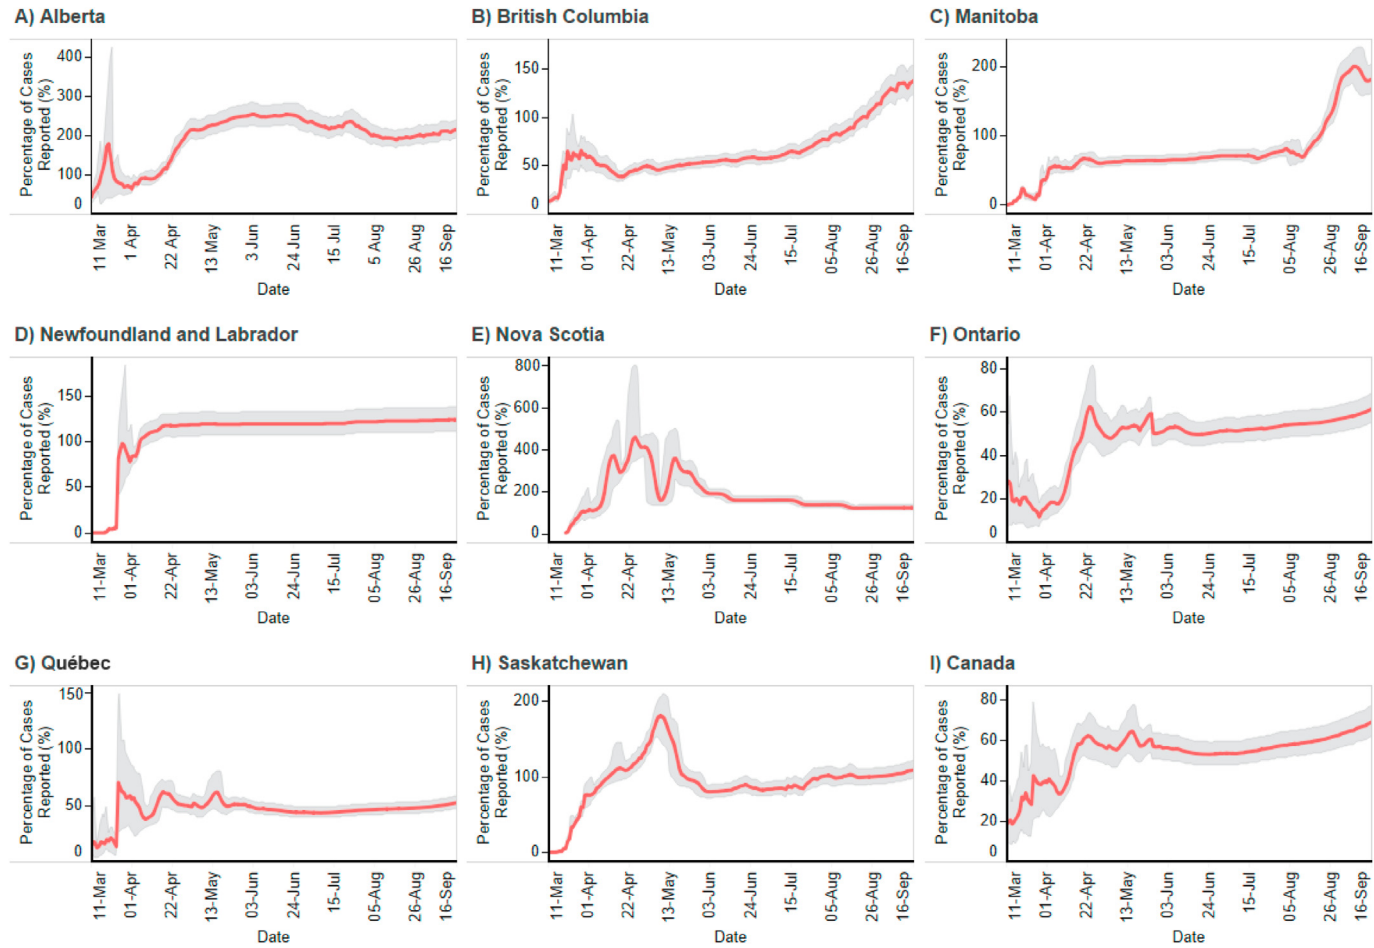 A) Alberta
Percentage of Cases
Reported (%)
400
300
200
100
0
11 Mar
1 Apr
22 Apr
13 May
3 Jun
24 Jun
15 Jul
5 Aug
26 Aug
16 Sep
Date
B) British Columbia
Percentage of Cases
Reported (%)
150
100
50
0
11-Mar
01-Apr
22-Apr
13-May
03-Jun
24-Jun
15-Jul
05-Aug
26-Aug
16-Sep
Date
C) Manitoba
Percentage of Cases
Reported (%)
200
100
0
11-Mar
01-Apr
22-Apr
13-May
03-Jun
24-Jun
15-Jul
05-Aug
26-Aug
16-Sep
Date
D) Newfoundland and Labrador
Percentage of Cases
Reported (%)
150
100
50
0
11-Mar
01-Apr
22-Apr
13-May
03-Jun
24-Jun
15-Jul
05-Aug
26-Aug
16-Sep
Date
E) Nova Scotia
Percentage of Cases
Reported (%)
800
600
400
200
0
11-Mar
01-Apr
22-Apr
13-May
03-Jun
24-Jun
15-Jul
05-Aug
26-Aug
16-Sep
Date
F) Ontario
Percentage of Cases
Reported (%)
80
60
40
20
0
11-Mar
01-Apr
22-Apr
13-May
03-Jun
24-Jun
15-Jul
05-Aug
26-Aug
16-Sep
Date
G) Québec
Percentage of Cases
Reported (%)
150
100
50
0
11-Mar
01-Apr
22-Apr
13-May
03-Jun
24-Jun
15-Jul
05-Aug
26-Aug
16-Sep
Date
H) Saskatchewan
Percentage of Cases
Reported (%)
200
100
0
11-Mar
01-Apr
22-Apr
13-May
03-Jun
24-Jun
15-Jul
05-Aug
26-Aug
16-Sep
Date
I) Canada
Percentage of Cases
Reported (%)
80
60
40
20
0
11-Mar
01-Apr
22-Apr
13-May
03-Jun
24-Jun
15-Jul
05-Aug
26-Aug
16-Sep
Date